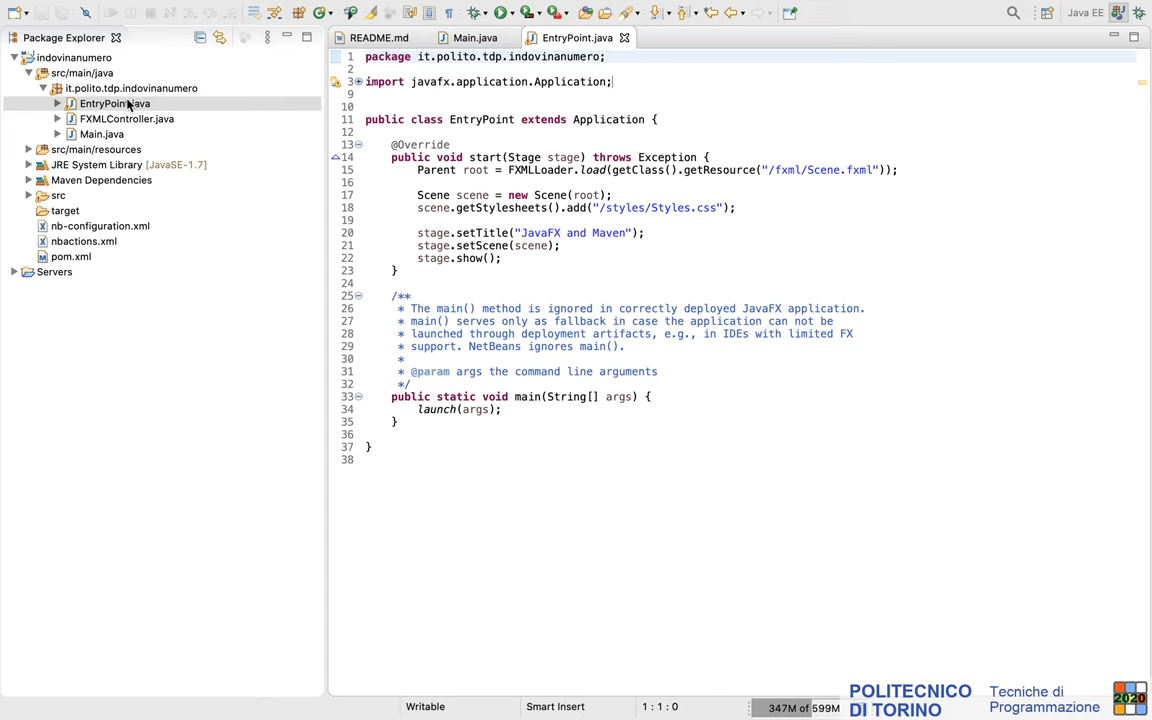 Java EE
Package Explorer
README.md
Main.java
EntryPoint.java
indovinanumero
src/main/java
it.polito.tdp.indovinanumero
EntryPoint.java
FXMLController.java
Main.java
src/main/resources
JRE System Library [JavaSE-1.7]
Maven Dependencies
src
target
nb-configuration.xml
nbactions.xml
pom.xml
Servers
1 package it.polito.tdp.indovinanumero;
2
3 import javafx.application.Application;
9
10
11 public class EntryPoint extends Application {
12
13 @Override
14 public void start(Stage stage) throws Exception {
15 Parent root = FXMLLoader.load(getClass().getResource("/fxml/Scene.fxml"));
16
17 Scene scene = new Scene(root);
18 scene.getStylesheets().add("/styles/Styles.css");
19
20 stage.setTitle("JavaFX and Maven");
21 stage.setScene(scene);
22 stage.show();
23 }
24
25 /**
26 * The main() method is ignored in correctly deployed JavaFX application.
27 * main() serves only as fallback in case the application can not be
28 * launched through deployment artifacts, e.g., in IDEs with limited FX
29 * support. NetBeans ignores main().
30 *
31 * @param args the command line arguments
32 */
33 public static void main(String[] args) {
34 launch(args);
35 }
36
37 }
38
Writable
Smart Insert
1 : 1 : 0
347M of 599M
POLITECNICO
DI TORINO
Tecniche di
Programmazione
2020